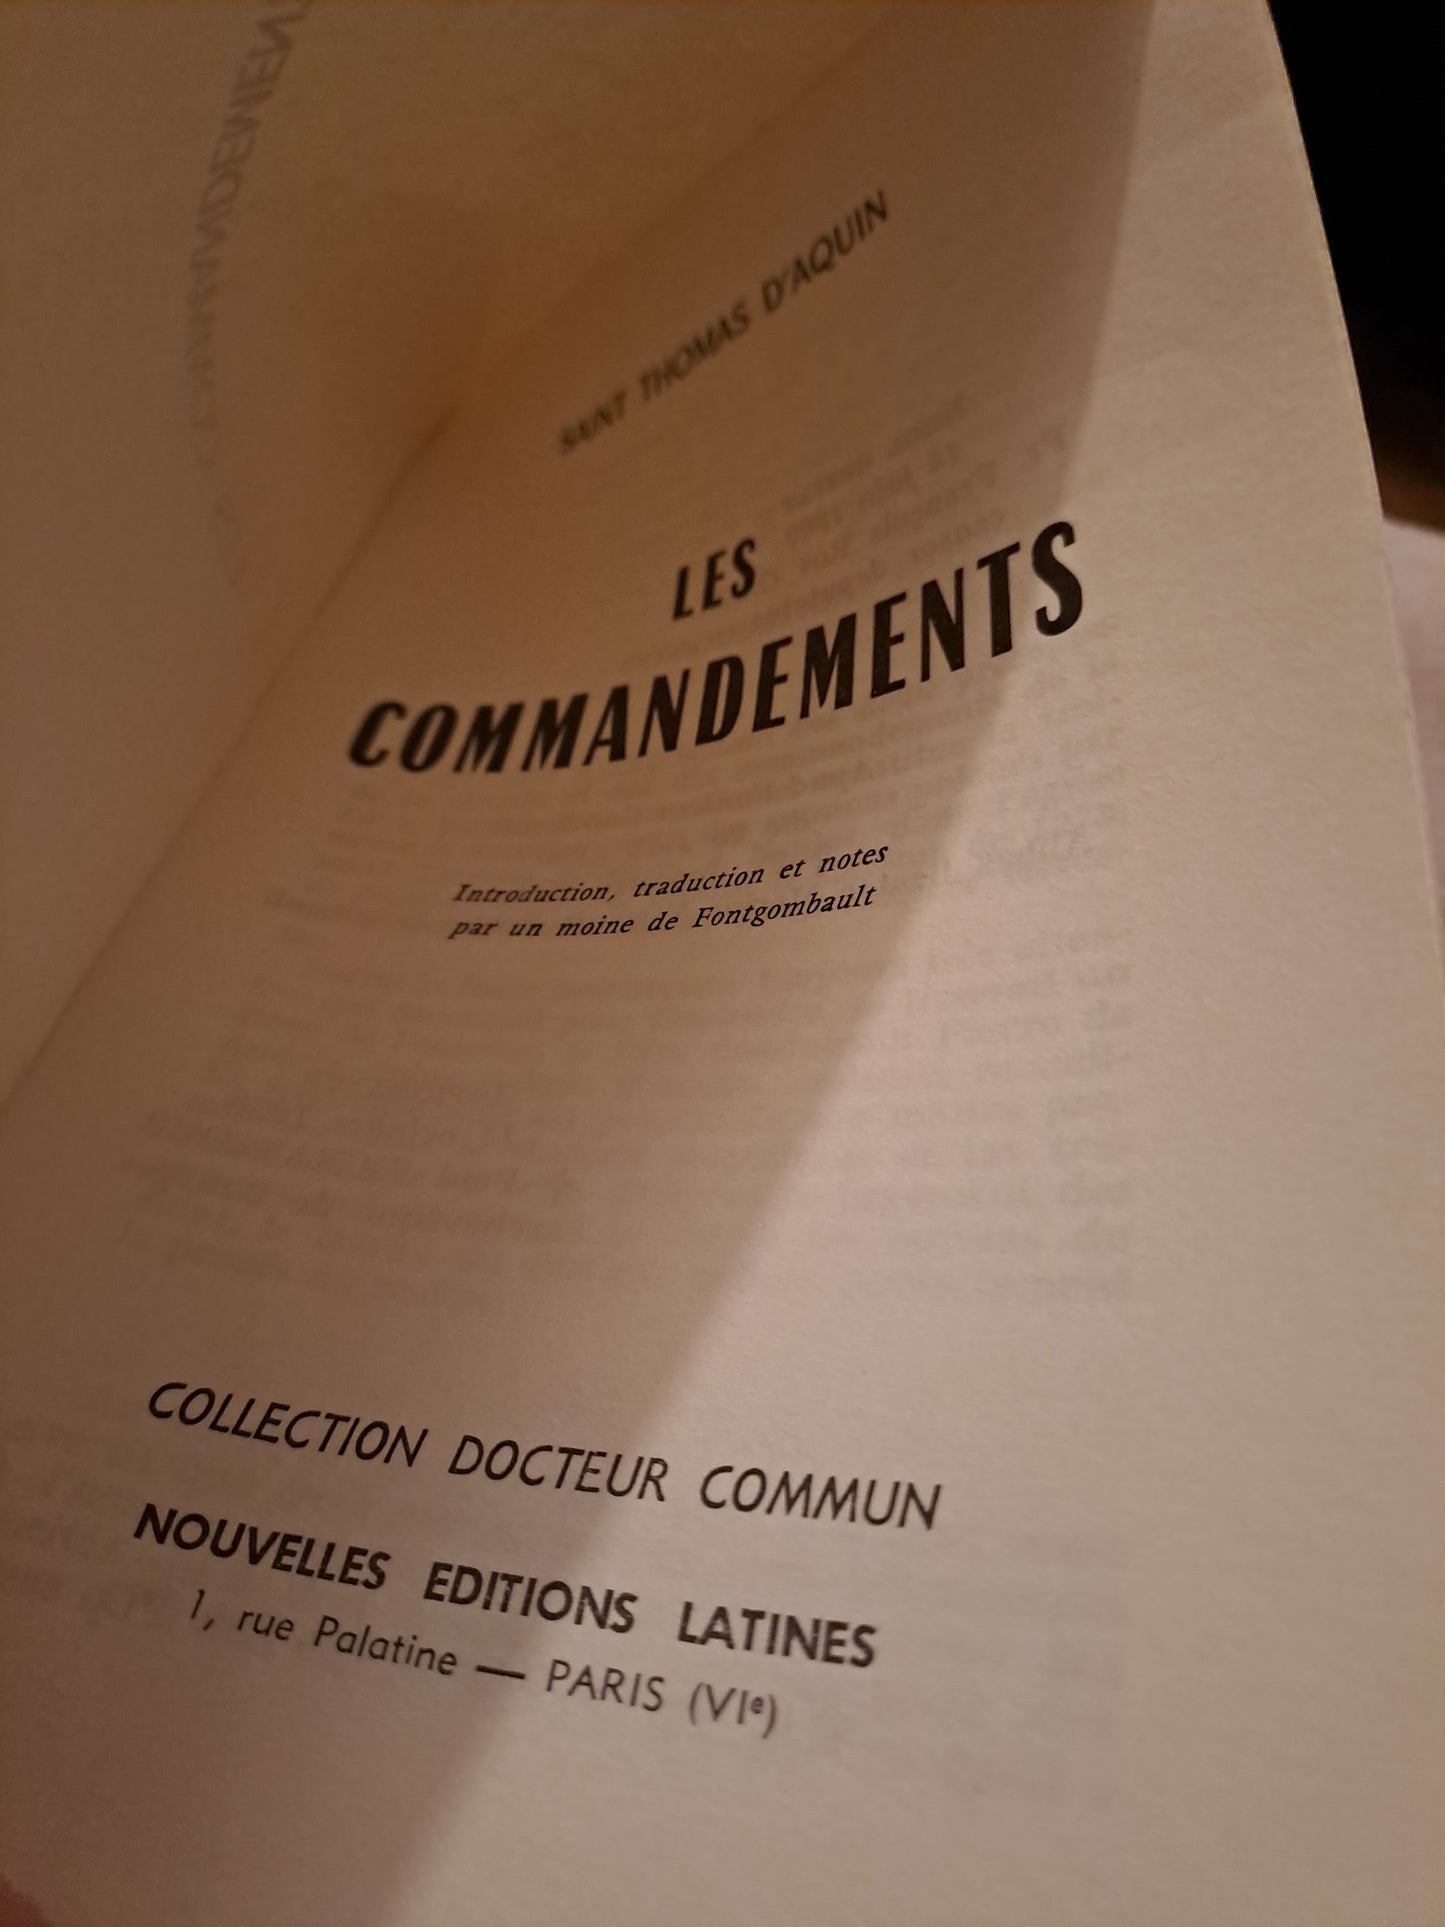 SAINT THOMAS D'AQUIN
LES
COMMANDEMENTS
Introduction, traduction et notes
par un moine de Fontgombault
COLLECTION DOCTEUR COMMUN
NOUVELLES EDITIONS LATINES
1, rue Palatine — PARIS (VIe)